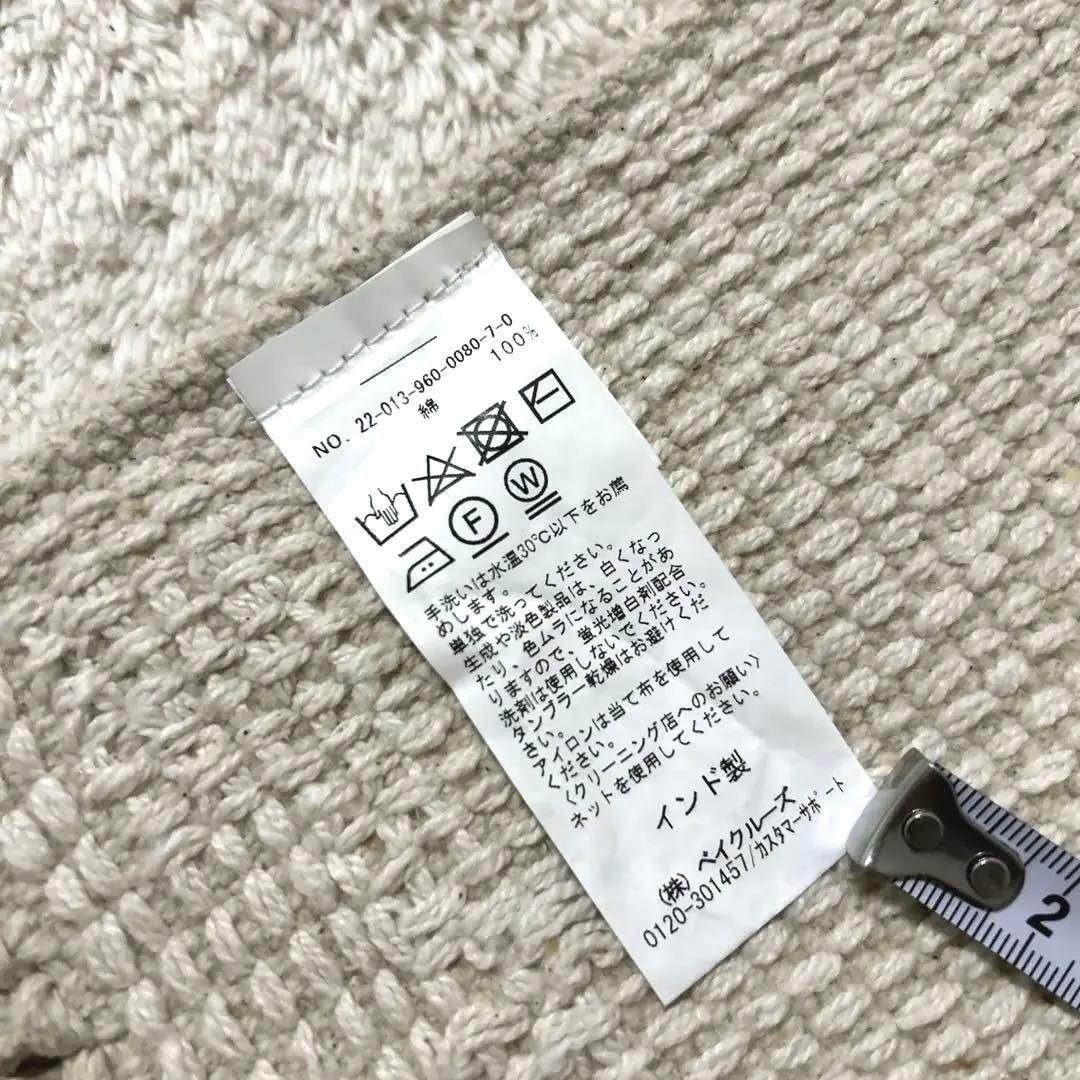 NO. 22-013-960-0080-7-0
綿 100%
F W
手洗いは水温30℃以下をお薦
めします。
単独で洗ってください。
生成や淡色製品は、白くなっ
たり、色ムラになることがあ
りますので、蛍光増白剤配合
洗剤は使用しないでください。
タンブラー乾燥はお避けくだ
さい。
アイロンは当て布を使用して
ください。
〈クリーニング店へのお願い〉
ネットを使用してください。
インド製
(株) ベイクルーズ
0120-301457/カスタマーサポート
2